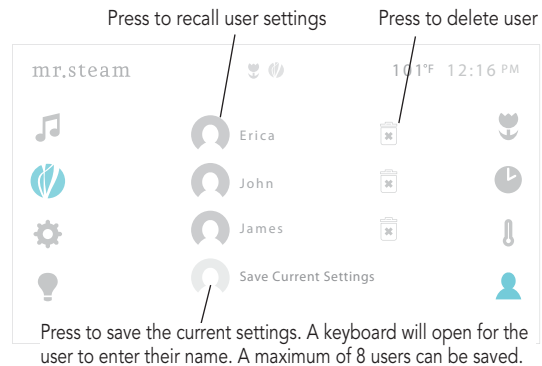 Press to recall user settings
Press to delete user
mr.steam
101°F 12:16 PM
Erica
John
James
Save Current Settings
Press to save the current settings. A keyboard will open for the
user to enter their name. A maximum of 8 users can be saved.